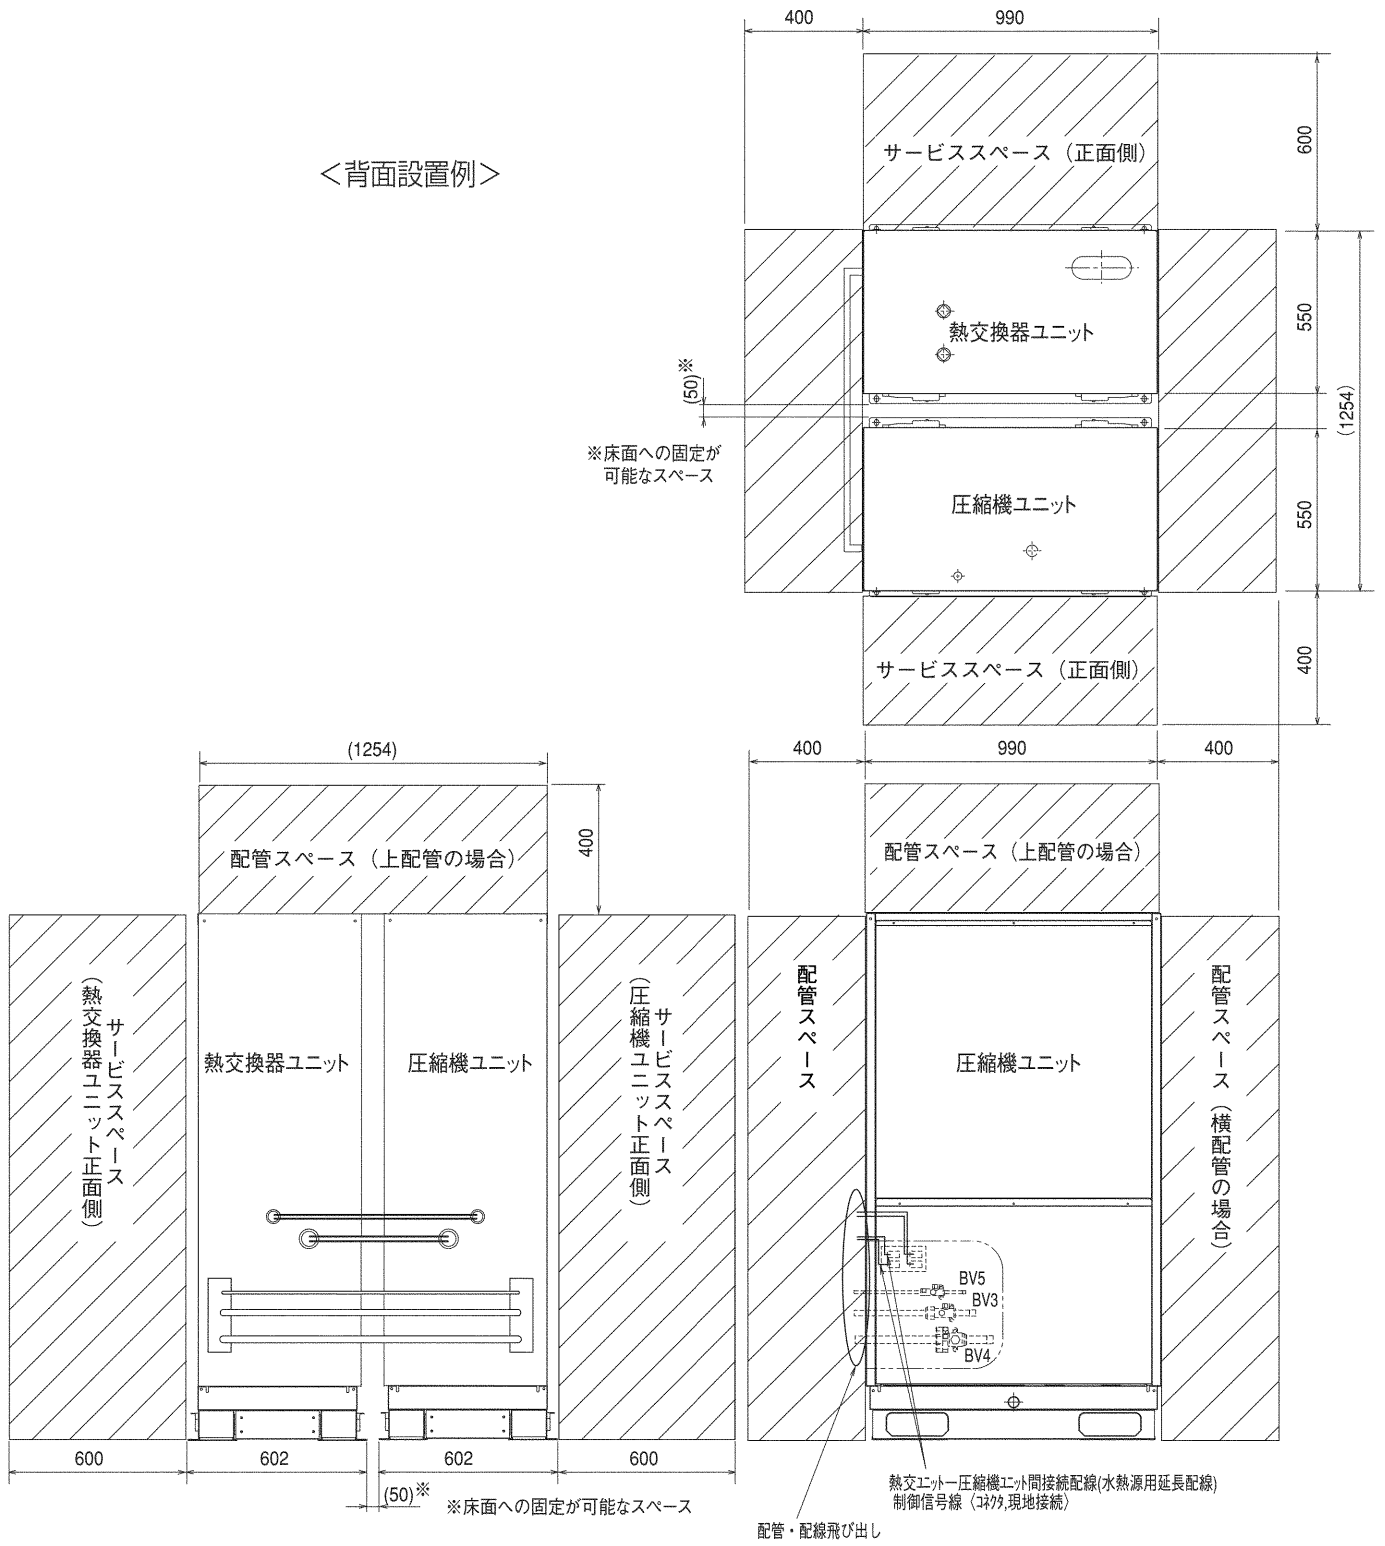 400
990
＜背面設置例＞
サービススペース（正面側）
600
熱交換器ユニット
550
(50)※
(1254)
※床面への固定が
可能なスペース
圧縮機ユニット
550
サービススペース（正面側）
400
(1254)
400
990
400
配管スペース（上配管の場合）
400
配管スペース（上配管の場合）
サービススペース
（熱交換器ユニット正面側）
熱交換器ユニット
圧縮機ユニット
サービススペース
（圧縮機ユニット正面側）
配管スペース
圧縮機ユニット
配管スペース（横配管の場合）
BV5
BV3
BV4
600
602
602
600
(50)※
※床面への固定が可能なスペース
熱交ユニットー圧縮機ユニット間接続配線(水熱源用延長配線)
制御信号線〈コネクタ,現地接続〉
配管・配線飛び出し